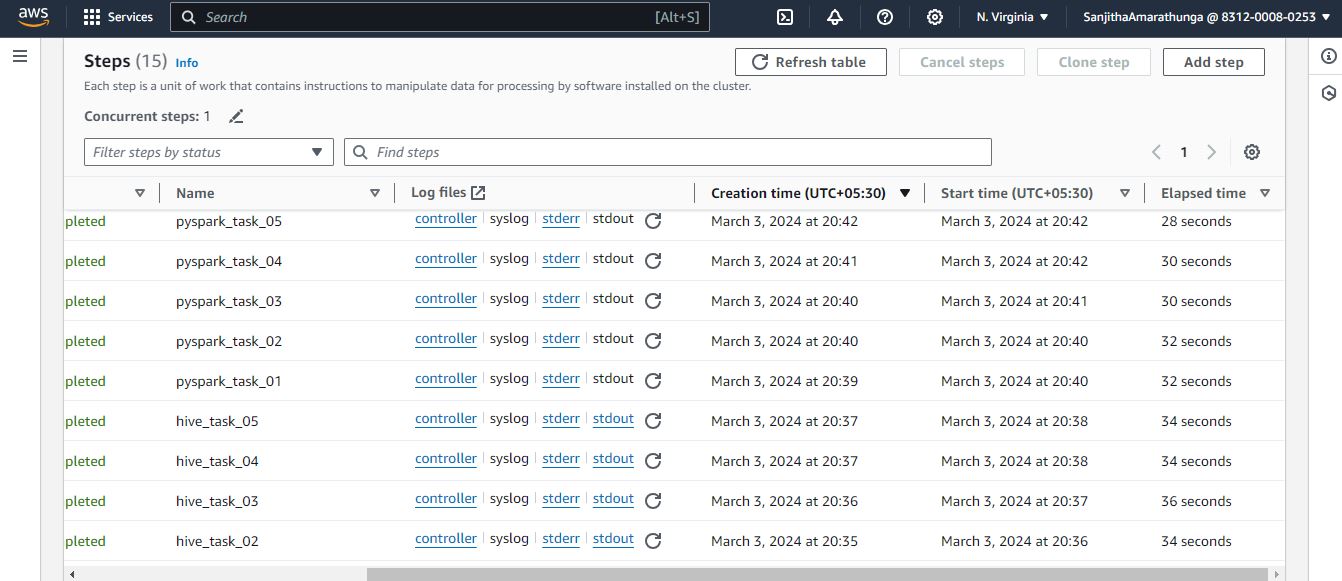 aws Services Search [Alt+S] N. Virginia SanjithaAmarathunga @ 8312-0008-0253
Steps (15) Info Refresh table Cancel steps Clone step Add step
Each step is a unit of work that contains instructions to manipulate data for processing by software installed on the cluster.
Concurrent steps: 1
Filter steps by status Find steps 1
Name Log files Creation time (UTC+05:30) Start time (UTC+05:30) Elapsed time
pleted pyspark_task_05 controller syslog stderr stdout March 3, 2024 at 20:42 March 3, 2024 at 20:42 28 seconds
pleted pyspark_task_04 controller syslog stderr stdout March 3, 2024 at 20:41 March 3, 2024 at 20:42 30 seconds
pleted pyspark_task_03 controller syslog stderr stdout March 3, 2024 at 20:40 March 3, 2024 at 20:41 30 seconds
pleted pyspark_task_02 controller syslog stderr stdout March 3, 2024 at 20:40 March 3, 2024 at 20:40 32 seconds
pleted pyspark_task_01 controller syslog stderr stdout March 3, 2024 at 20:39 March 3, 2024 at 20:40 32 seconds
pleted hive_task_05 controller syslog stderr stdout March 3, 2024 at 20:37 March 3, 2024 at 20:38 34 seconds
pleted hive_task_04 controller syslog stderr stdout March 3, 2024 at 20:37 March 3, 2024 at 20:38 34 seconds
pleted hive_task_03 controller syslog stderr stdout March 3, 2024 at 20:36 March 3, 2024 at 20:37 36 seconds
pleted hive_task_02 controller syslog stderr stdout March 3, 2024 at 20:35 March 3, 2024 at 20:36 34 seconds